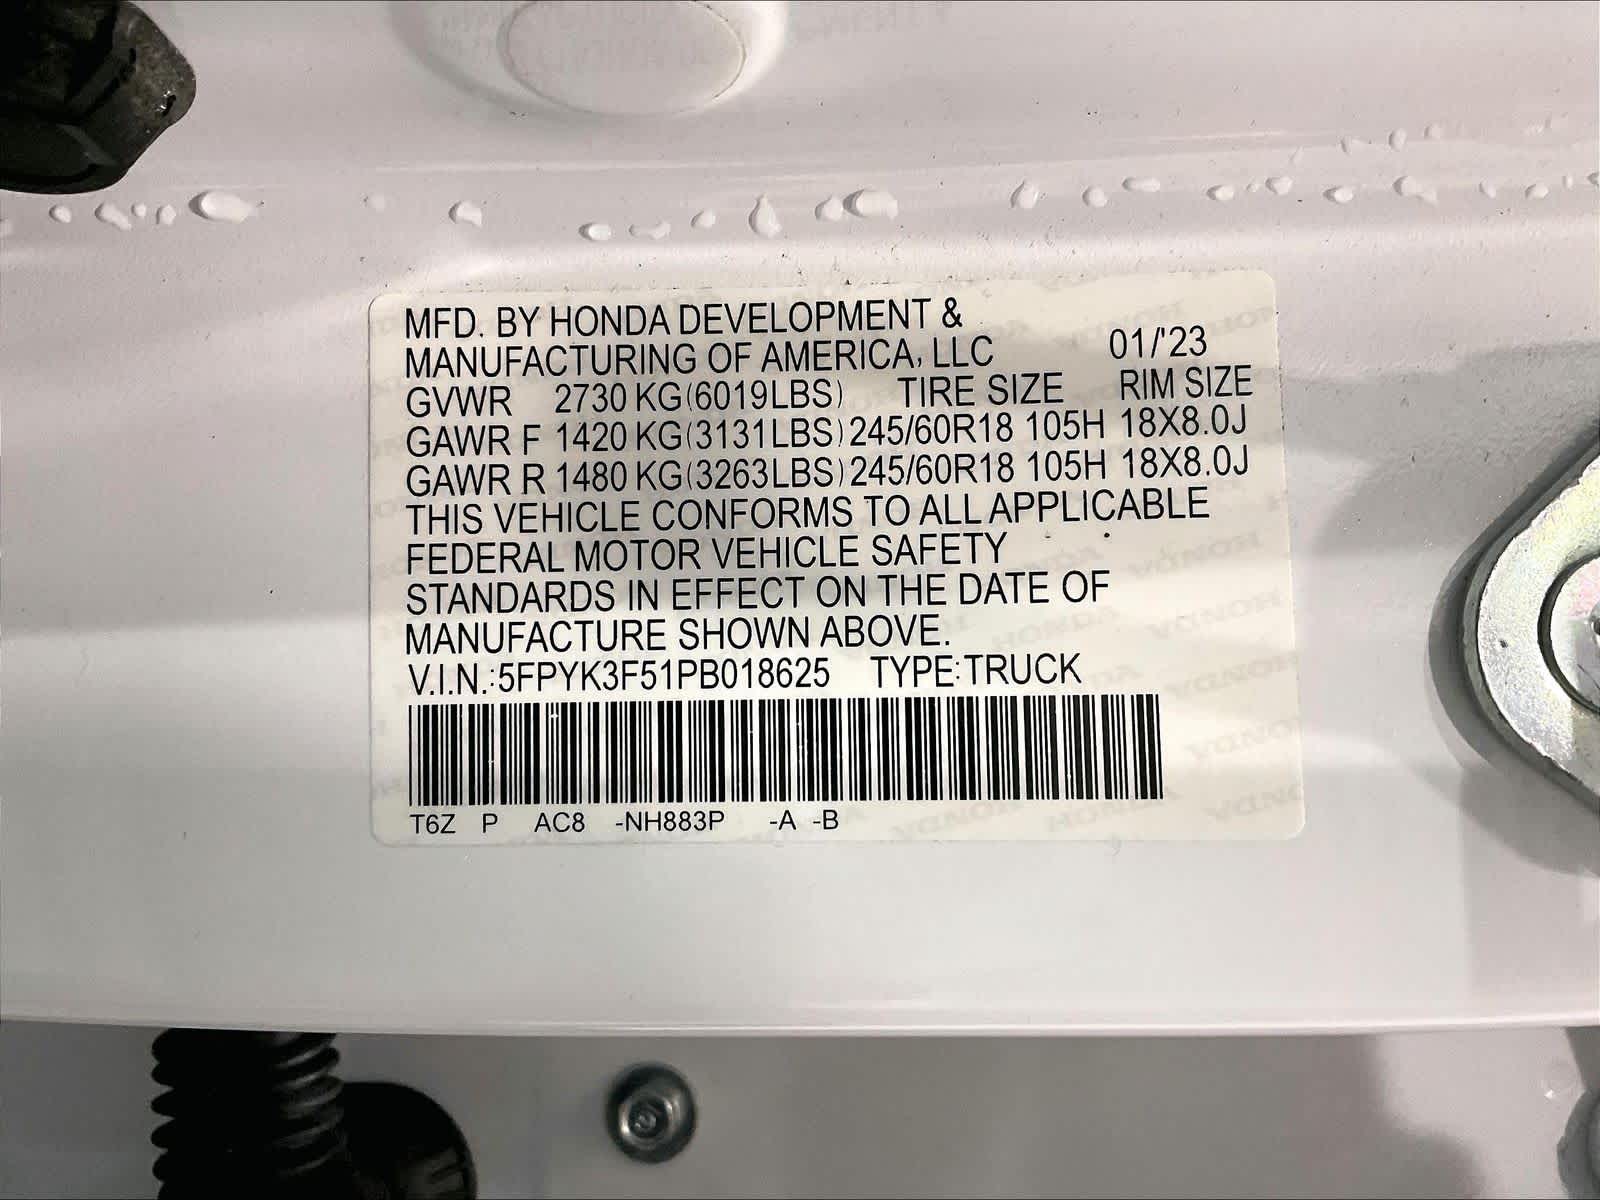 MFD. BY HONDA DEVELOPMENT &
MANUFACTURING OF AMERICA, LLC 01/'23
GVWR 2730 KG(6019LBS) TIRE SIZE RIM SIZE
GAWR F 1420 KG(3131LBS) 245/60R18 105H 18X8.0J
GAWR R 1480 KG(3263LBS) 245/60R18 105H 18X8.0J
THIS VEHICLE CONFORMS TO ALL APPLICABLE
FEDERAL MOTOR VEHICLE SAFETY
STANDARDS IN EFFECT ON THE DATE OF
MANUFACTURE SHOWN ABOVE.
V.I.N.:5FPYK3F51PB018625 TYPE:TRUCK
T6Z P AC8 -NH883P -A -B